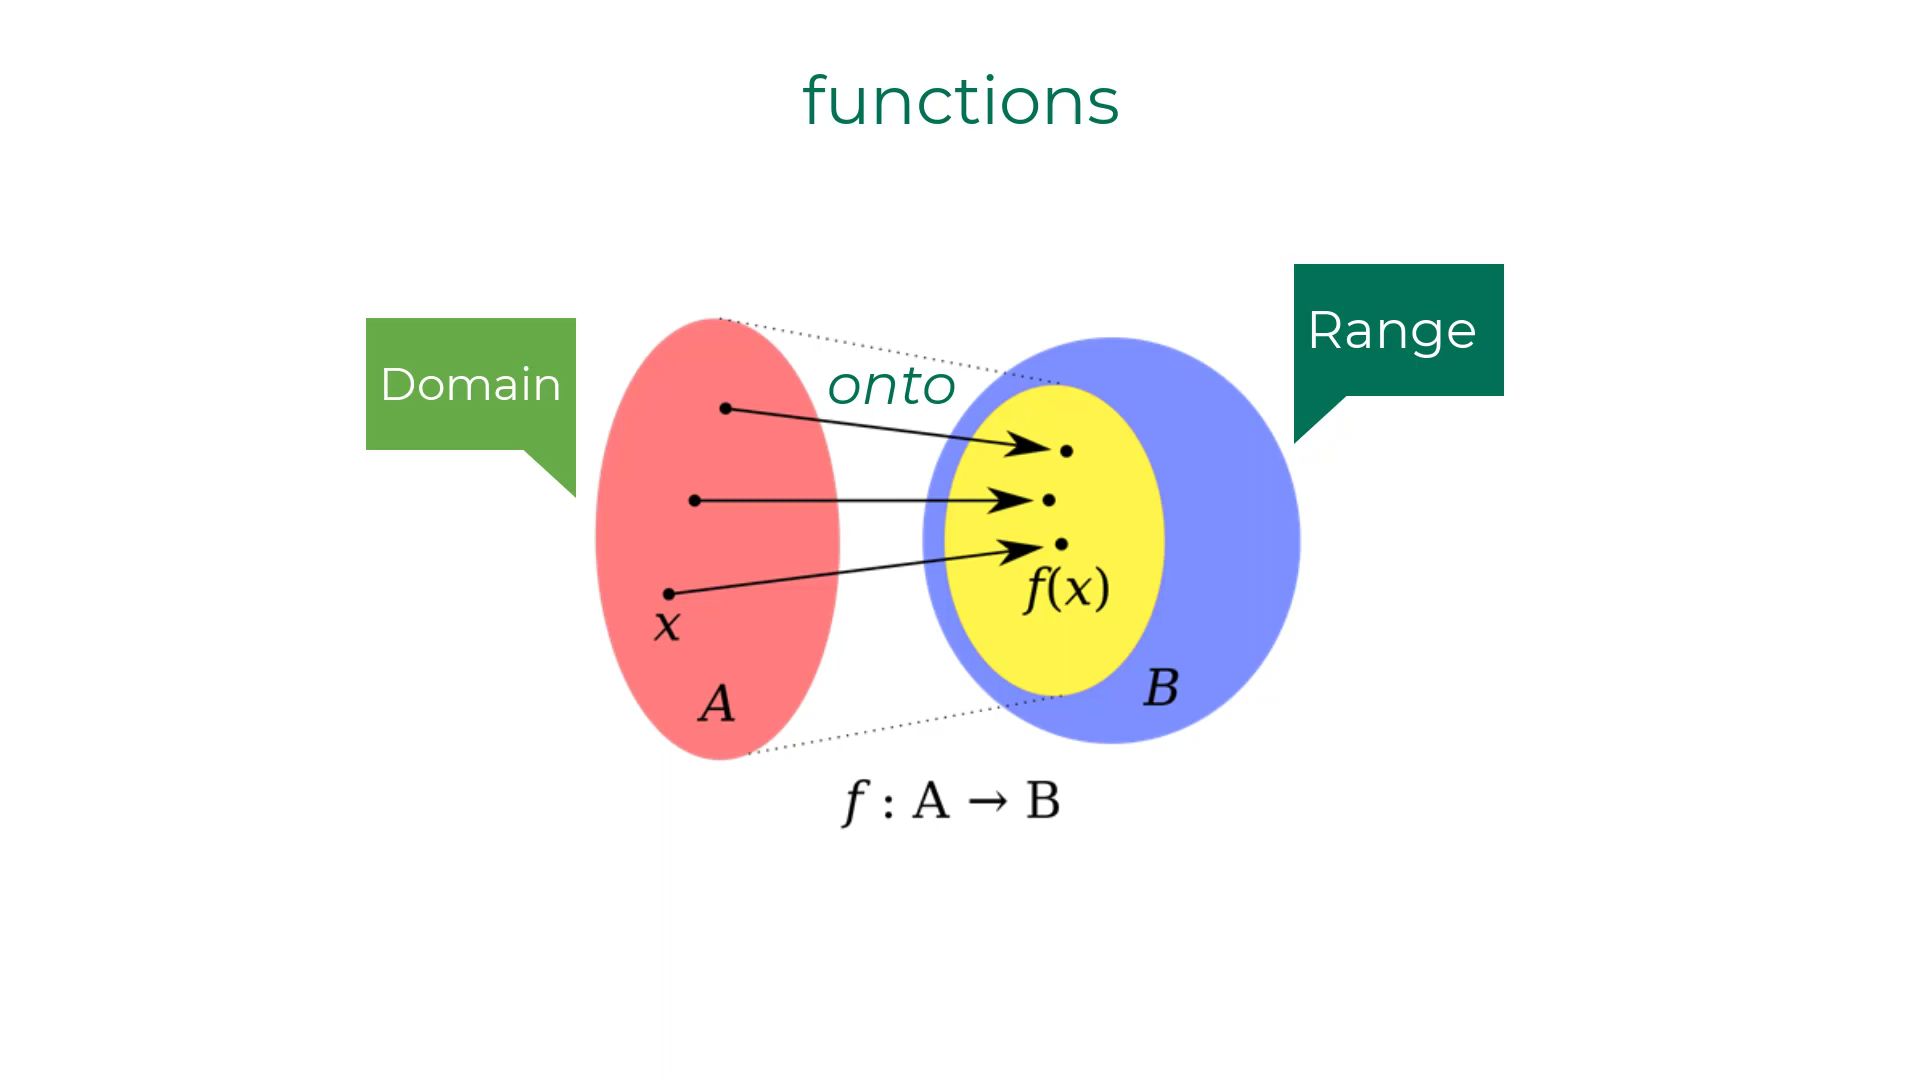 functions
Range
Domain
onto
f(x)
x
A
B
f : A → B